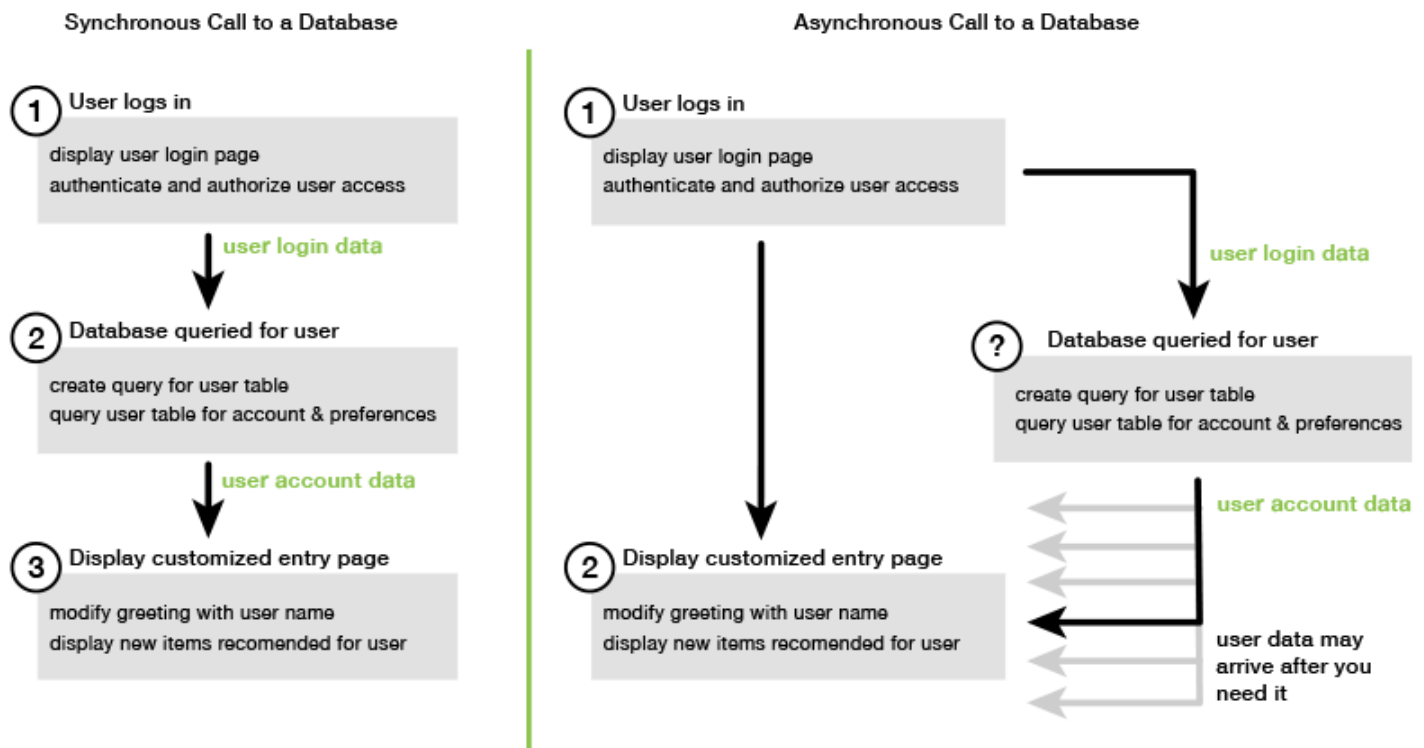 Synchronous Call to a Database
1
User logs in
display user login page
authenticate and authorize user access
user login data
2
Database queried for user
create query for user table
query user table for account & preferences
user account data
3
Display customized entry page
modify greeting with user name
display new items recomended for user
Asynchronous Call to a Database
1
User logs in
display user login page
authenticate and authorize user access
user login data
?
Database queried for user
create query for user table
query user table for account & preferences
user account data
2
Display customized entry page
modify greeting with user name
display new items recomended for user
user data may
arrive after you
need it